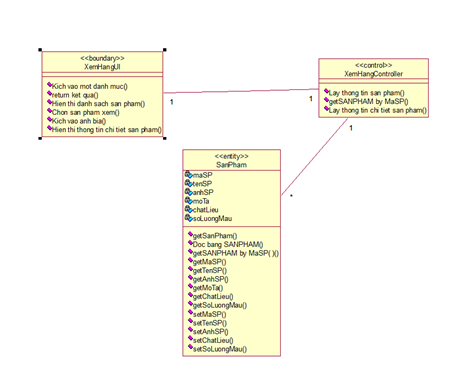 <<boundary>>
XemHangUI
Kich vao mot danh muc()
return ket qua()
Hien thi danh sach san pham()
Chon san pham xem()
Kich vao anh bia()
Hien thi thong tin chi tiet san pham()
1
1
<<control>>
XemHangController
Lay thong tin san pham()
getSANPHAM by MaSP()
Lay thong tin chi tiet san pham()
1
*
<<entity>>
SanPham
maSP
tenSP
anhSP
moTa
chatLieu
soLuongMau
getSanPham()
Doc bang SANPHAM()
getSANPHAM by MaSP( )()
getMaSP()
getTenSP()
getAnhSP()
getMoTa()
getChatLieu()
getSoLuongMau()
setMaSP()
setTenSP()
setAnhSP()
setChatLieu()
setSoLuongMau()